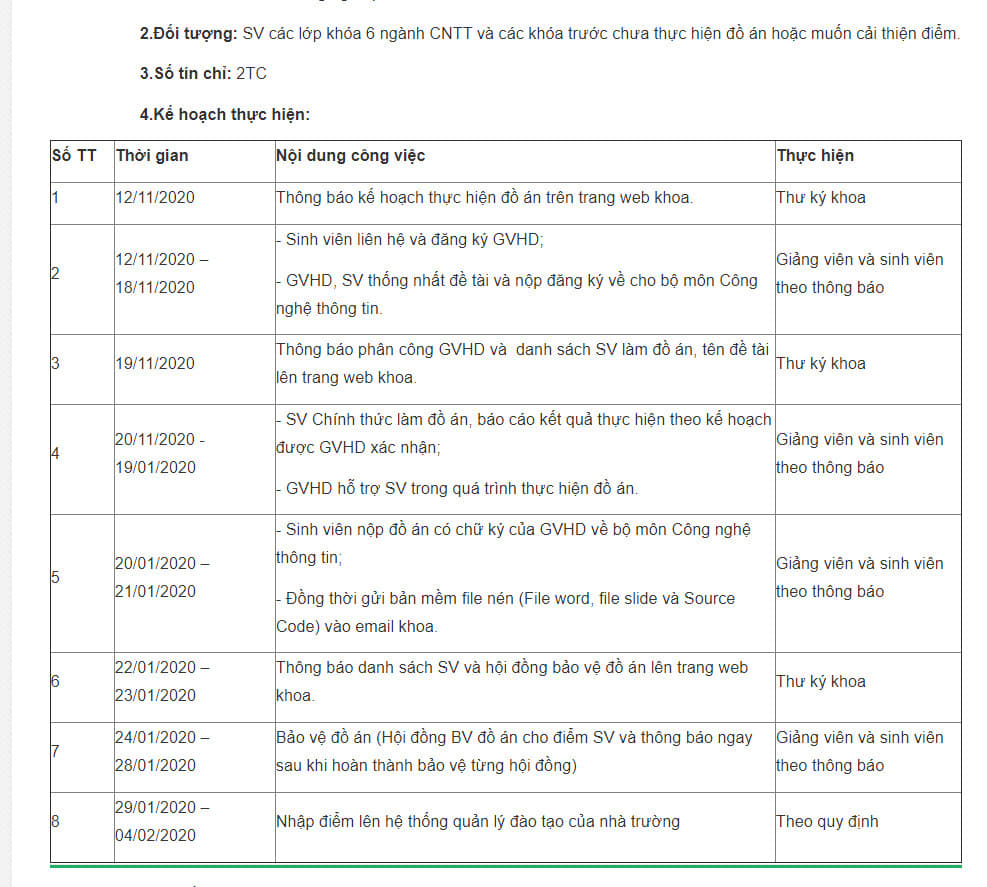 2.Đối tượng: SV các lớp khóa 6 ngành CNTT và các khóa trước chưa thực hiện đồ án hoặc muốn cải thiện điểm.
3.Số tin chỉ: 2TC
4.Kế hoạch thực hiện:
Số TT Thời gian Nội dung công việc Thực hiện
1 12/11/2020 Thông báo kế hoạch thực hiện đồ án trên trang web khoa. Thư ký khoa
2
12/11/2020 –
18/11/2020
- Sinh viên liên hệ và đăng ký GVHD;
- GVHD, SV thống nhất đề tài và nộp đăng ký về cho bộ môn Công
nghệ thông tin.
Giảng viên và sinh viên
theo thông báo
3
19/11/2020
Thông báo phân công GVHD và  danh sách SV làm đồ án, tên đề tài
lên trang web khoa.
Thư ký khoa
4
20/11/2020 -
19/01/2020
- SV Chính thức làm đồ án, báo cáo kết quả thực hiện theo kế hoạch
được GVHD xác nhận;
- GVHD hỗ trợ SV trong quá trình thực hiện đồ án.
Giảng viên và sinh viên
theo thông báo
5
20/01/2020 –
21/01/2020
- Sinh viên nộp đồ án có chữ ký của GVHD về bộ môn Công nghệ
thông tin;
- Đồng thời gửi bản mềm file nén (File word, file slide và Source
Code) vào email khoa.
Giảng viên và sinh viên
theo thông báo
6
22/01/2020 –
23/01/2020
Thông báo danh sách SV và hội đồng bảo vệ đồ án lên trang web
khoa.
Thư ký khoa
7
24/01/2020 –
28/01/2020
Bảo vệ đồ án (Hội đồng BV đồ án cho điểm SV và thông báo ngay
sau khi hoàn thành bảo vệ từng hội đồng)
Giảng viên và sinh viên
theo thông báo
8
29/01/2020 –
04/02/2020
Nhập điểm lên hệ thống quản lý đào tạo của nhà trường
Theo quy định